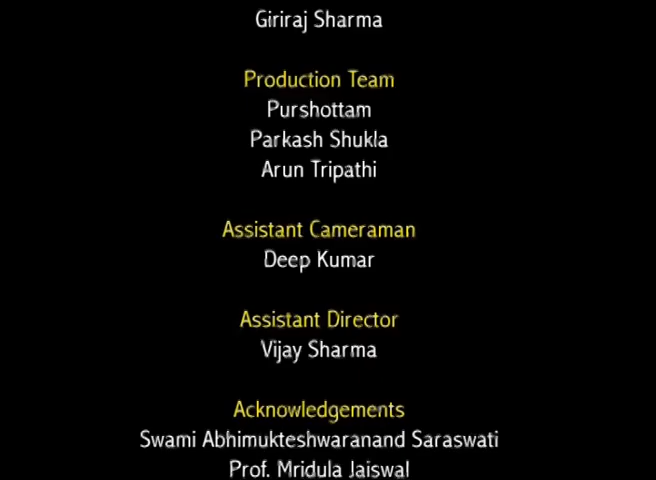 Giriraj Sharma
Production Team
Purshottam
Parkash Shukla
Arun Tripathi
Assistant Cameraman
Deep Kumar
Assistant Director
Vijay Sharma
Acknowledgements
Swami Abhimukteshwaranand Saraswati
Prof. Mridula Jaiswal